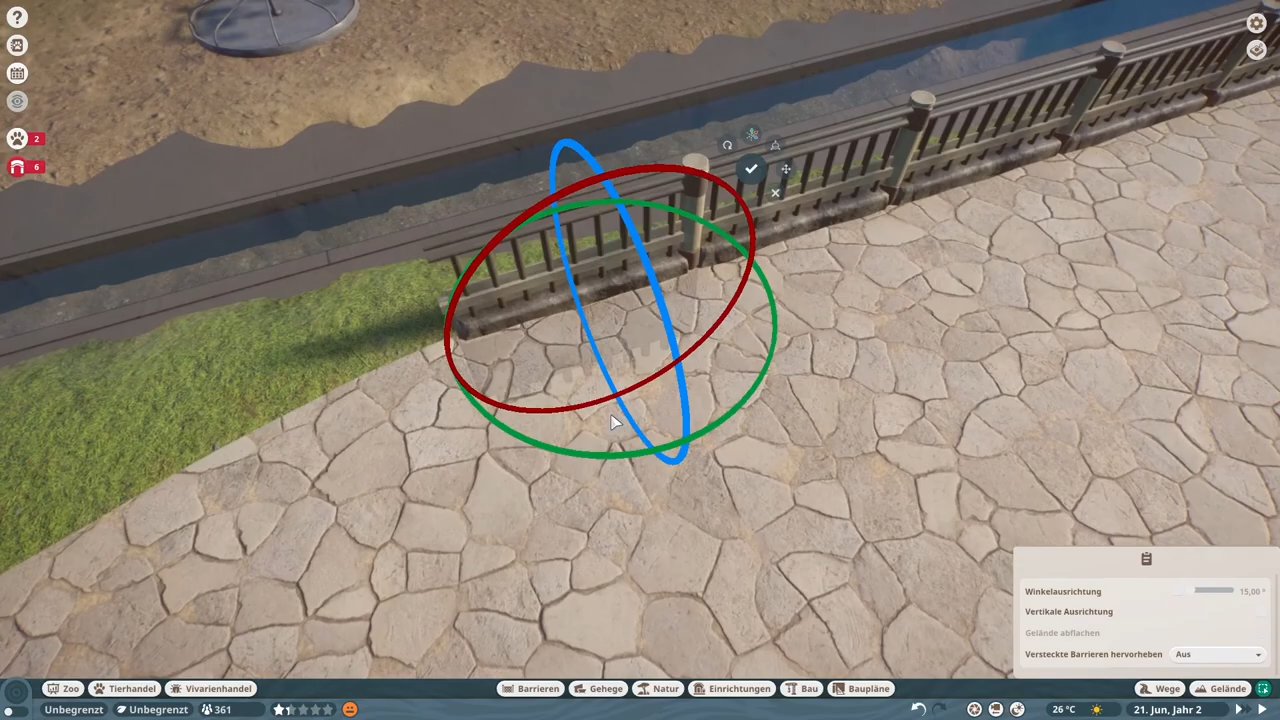 ?
2
6
Winkelausrichtung 15,00 °
Vertikale Ausrichtung
Gelände abflachen
Versteckte Barrieren hervorheben Aus
Zoo Tierhandel Vivarienhandel Barrieren Gehege Natur Einrichtungen Bau Baupläne Wege Gelände
Unbegrenzt Unbegrenzt 361 26 °C 21. Jun, Jahr 2